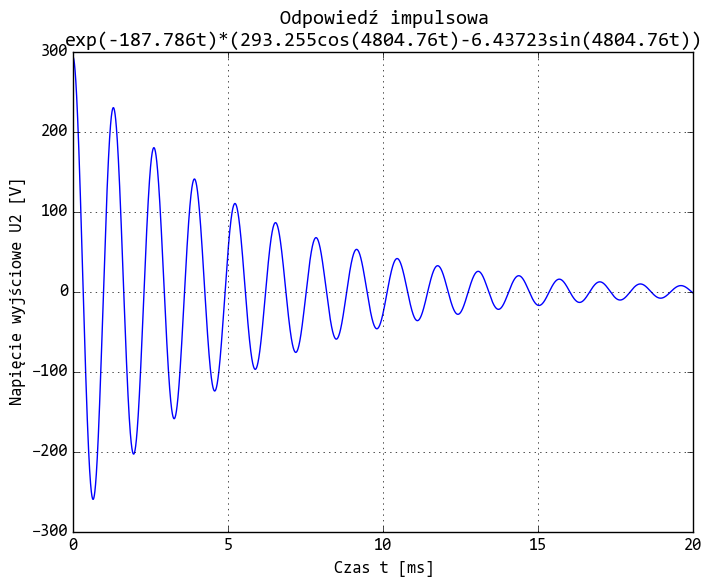 Odpowiedź impulsowa
exp(-187.786t)*(293.255cos(4804.76t)-6.43723sin(4804.76t))
300
200
100
0
−100
−200
−300
Napięcie wyjściowe U2 [V]
0 5 10 15 20
Czas t [ms]